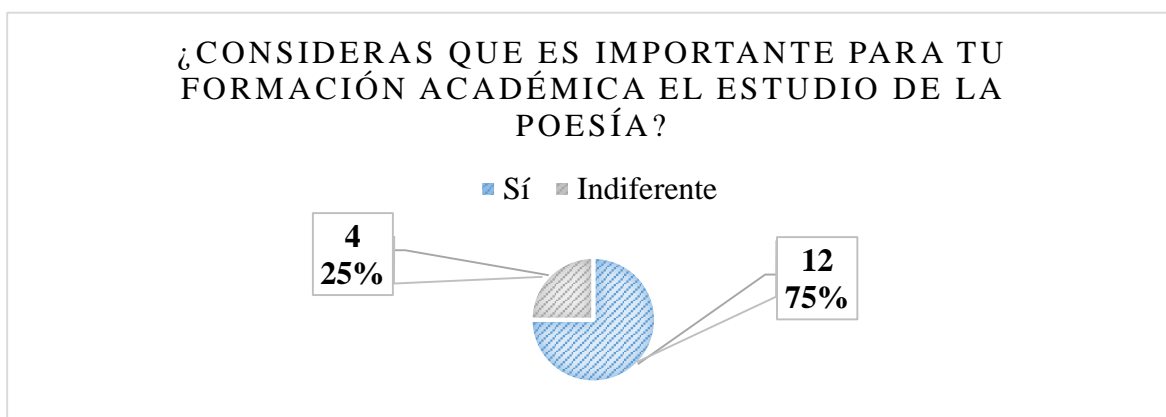 ¿CONSIDERAS QUE ES IMPORTANTE PARA TU
FORMACIÓN ACADÉMICA EL ESTUDIO DE LA
POESÍA?
Sí Indiferente
4
25%
12
75%